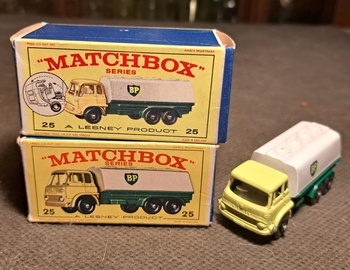 "MATCHBOX"
SERIES
BP
25 A LESNEY PRODUCT 25
"MATCHBOX"
SERIES
BP
25 A LESNEY PRODUCT 25
BP